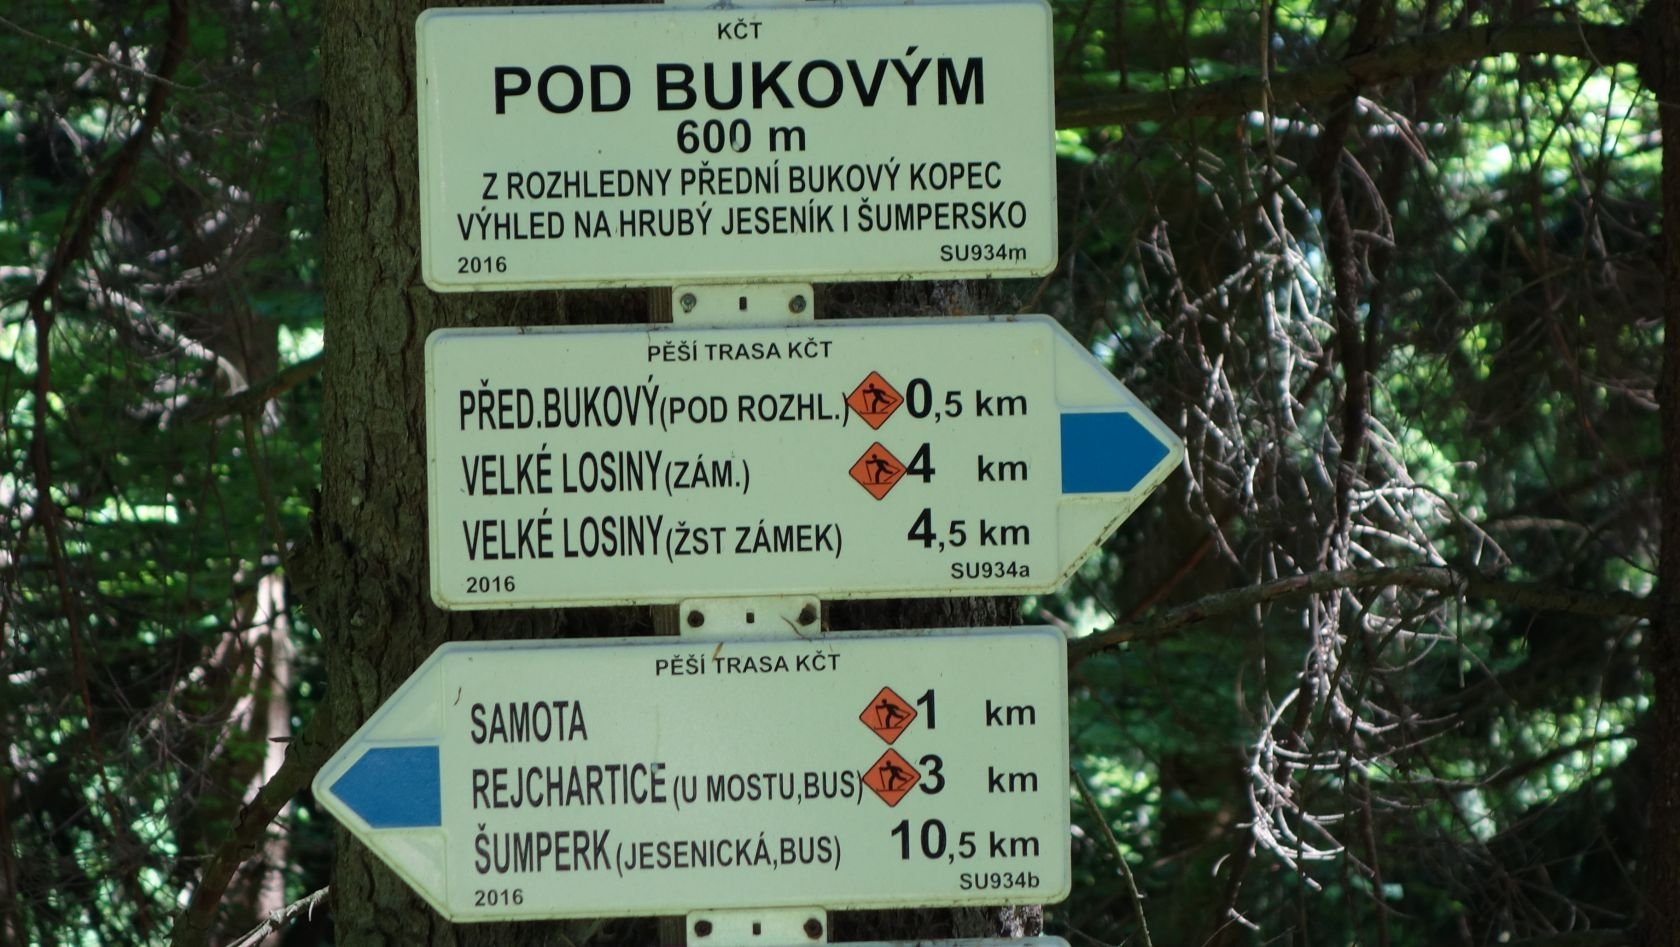 KČT
POD BUKOVÝM
600 m
Z ROZHLEDNY PŘEDNÍ BUKOVÝ KOPEC
VÝHLED NA HRUBÝ JESENÍK I ŠUMPERSKO
2016 SU934m
PĚŠÍ TRASA KČT
PŘED.BUKOVÝ(POD ROZHL.) 0,5 km
VELKÉ LOSINY(ZÁM.) 4 km
VELKÉ LOSINY(ŽST ZÁMEK) 4,5 km
2016 SU934a
PĚŠÍ TRASA KČT
SAMOTA 1 km
REJCHARTICE(U MOSTU,BUS) 3 km
ŠUMPERK(JESENICKÁ,BUS) 10,5 km
2016 SU934b